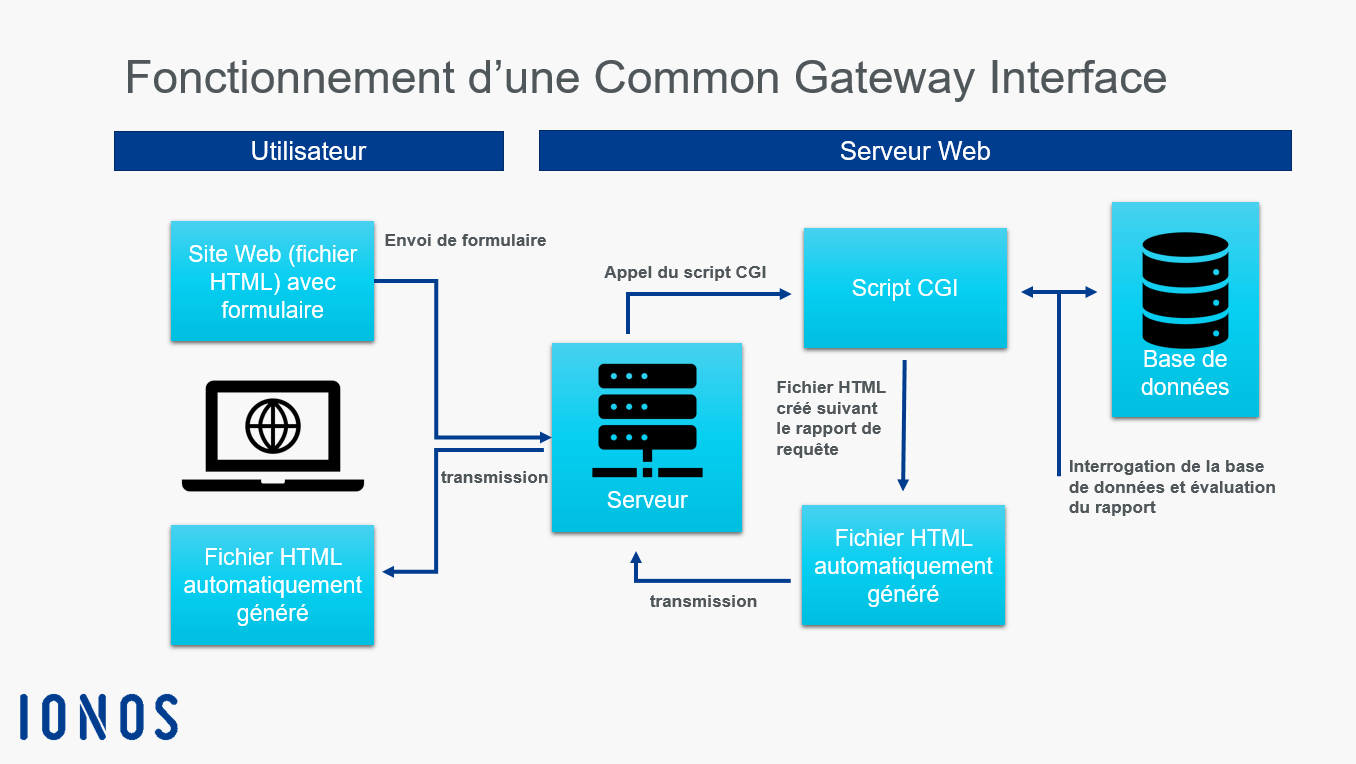 Fonctionnement d’une Common Gateway Interface
Utilisateur
Serveur Web
Site Web (fichier
HTML) avec
formulaire
Envoi de formulaire
Appel du script CGI
Script CGI
Base de
données
Serveur
transmission
Fichier HTML
créé suivant
le rapport de
requête
Interrogation de la base
de données et évaluation
du rapport
Fichier HTML
automatiquement
généré
transmission
Fichier HTML
automatiquement
généré
IONOS